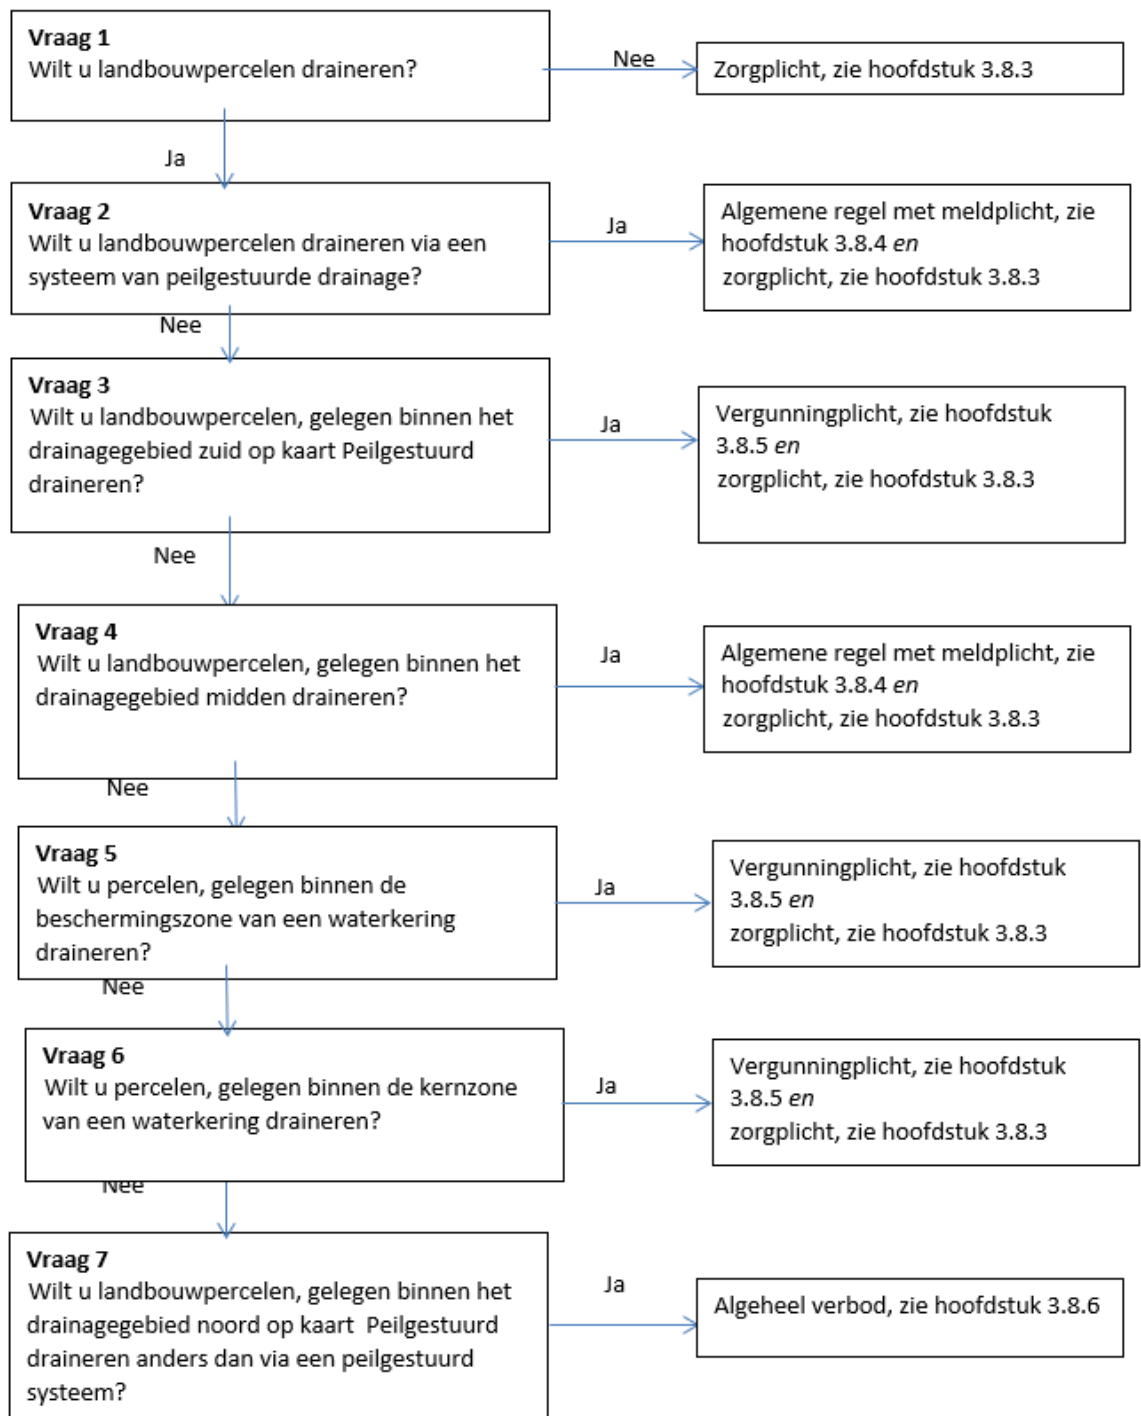 Vraag 1
Wilt u landbouwpercelen draineren?
Nee
Zorgplicht, zie hoofdstuk 3.8.3
Ja
Vraag 2
Wilt u landbouwpercelen draineren via een
systeem van peilgestuurde drainage?
Ja
Algemene regel met meldplicht, zie
hoofdstuk 3.8.4 en
zorgplicht, zie hoofdstuk 3.8.3
Nee
Vraag 3
Wilt u landbouwpercelen, gelegen binnen het
drainagegebied zuid op kaart Peilgestuurd
draineren?
Ja
Vergunningplicht, zie hoofdstuk
3.8.5 en
zorgplicht, zie hoofdstuk 3.8.3
Nee
Vraag 4
Wilt u landbouwpercelen, gelegen binnen het
drainagegebied midden draineren?
Ja
Algemene regel met meldplicht, zie
hoofdstuk 3.8.4 en
zorgplicht, zie hoofdstuk 3.8.3
Nee
Vraag 5
Wilt u percelen, gelegen binnen de
beschermingszone van een waterkering
draineren?
Ja
Vergunningplicht, zie hoofdstuk
3.8.5 en
zorgplicht, zie hoofdstuk 3.8.3
Nee
Vraag 6
Wilt u percelen, gelegen binnen de kernzone
van een waterkering draineren?
Ja
Vergunningplicht, zie hoofdstuk
3.8.5 en
zorgplicht, zie hoofdstuk 3.8.3
Nee
Vraag 7
Wilt u landbouwpercelen, gelegen binnen het
drainagegebied noord op kaart Peilgestuurd
draineren anders dan via een peilgestuurd
systeem?
Ja
Algeheel verbod, zie hoofdstuk 3.8.6